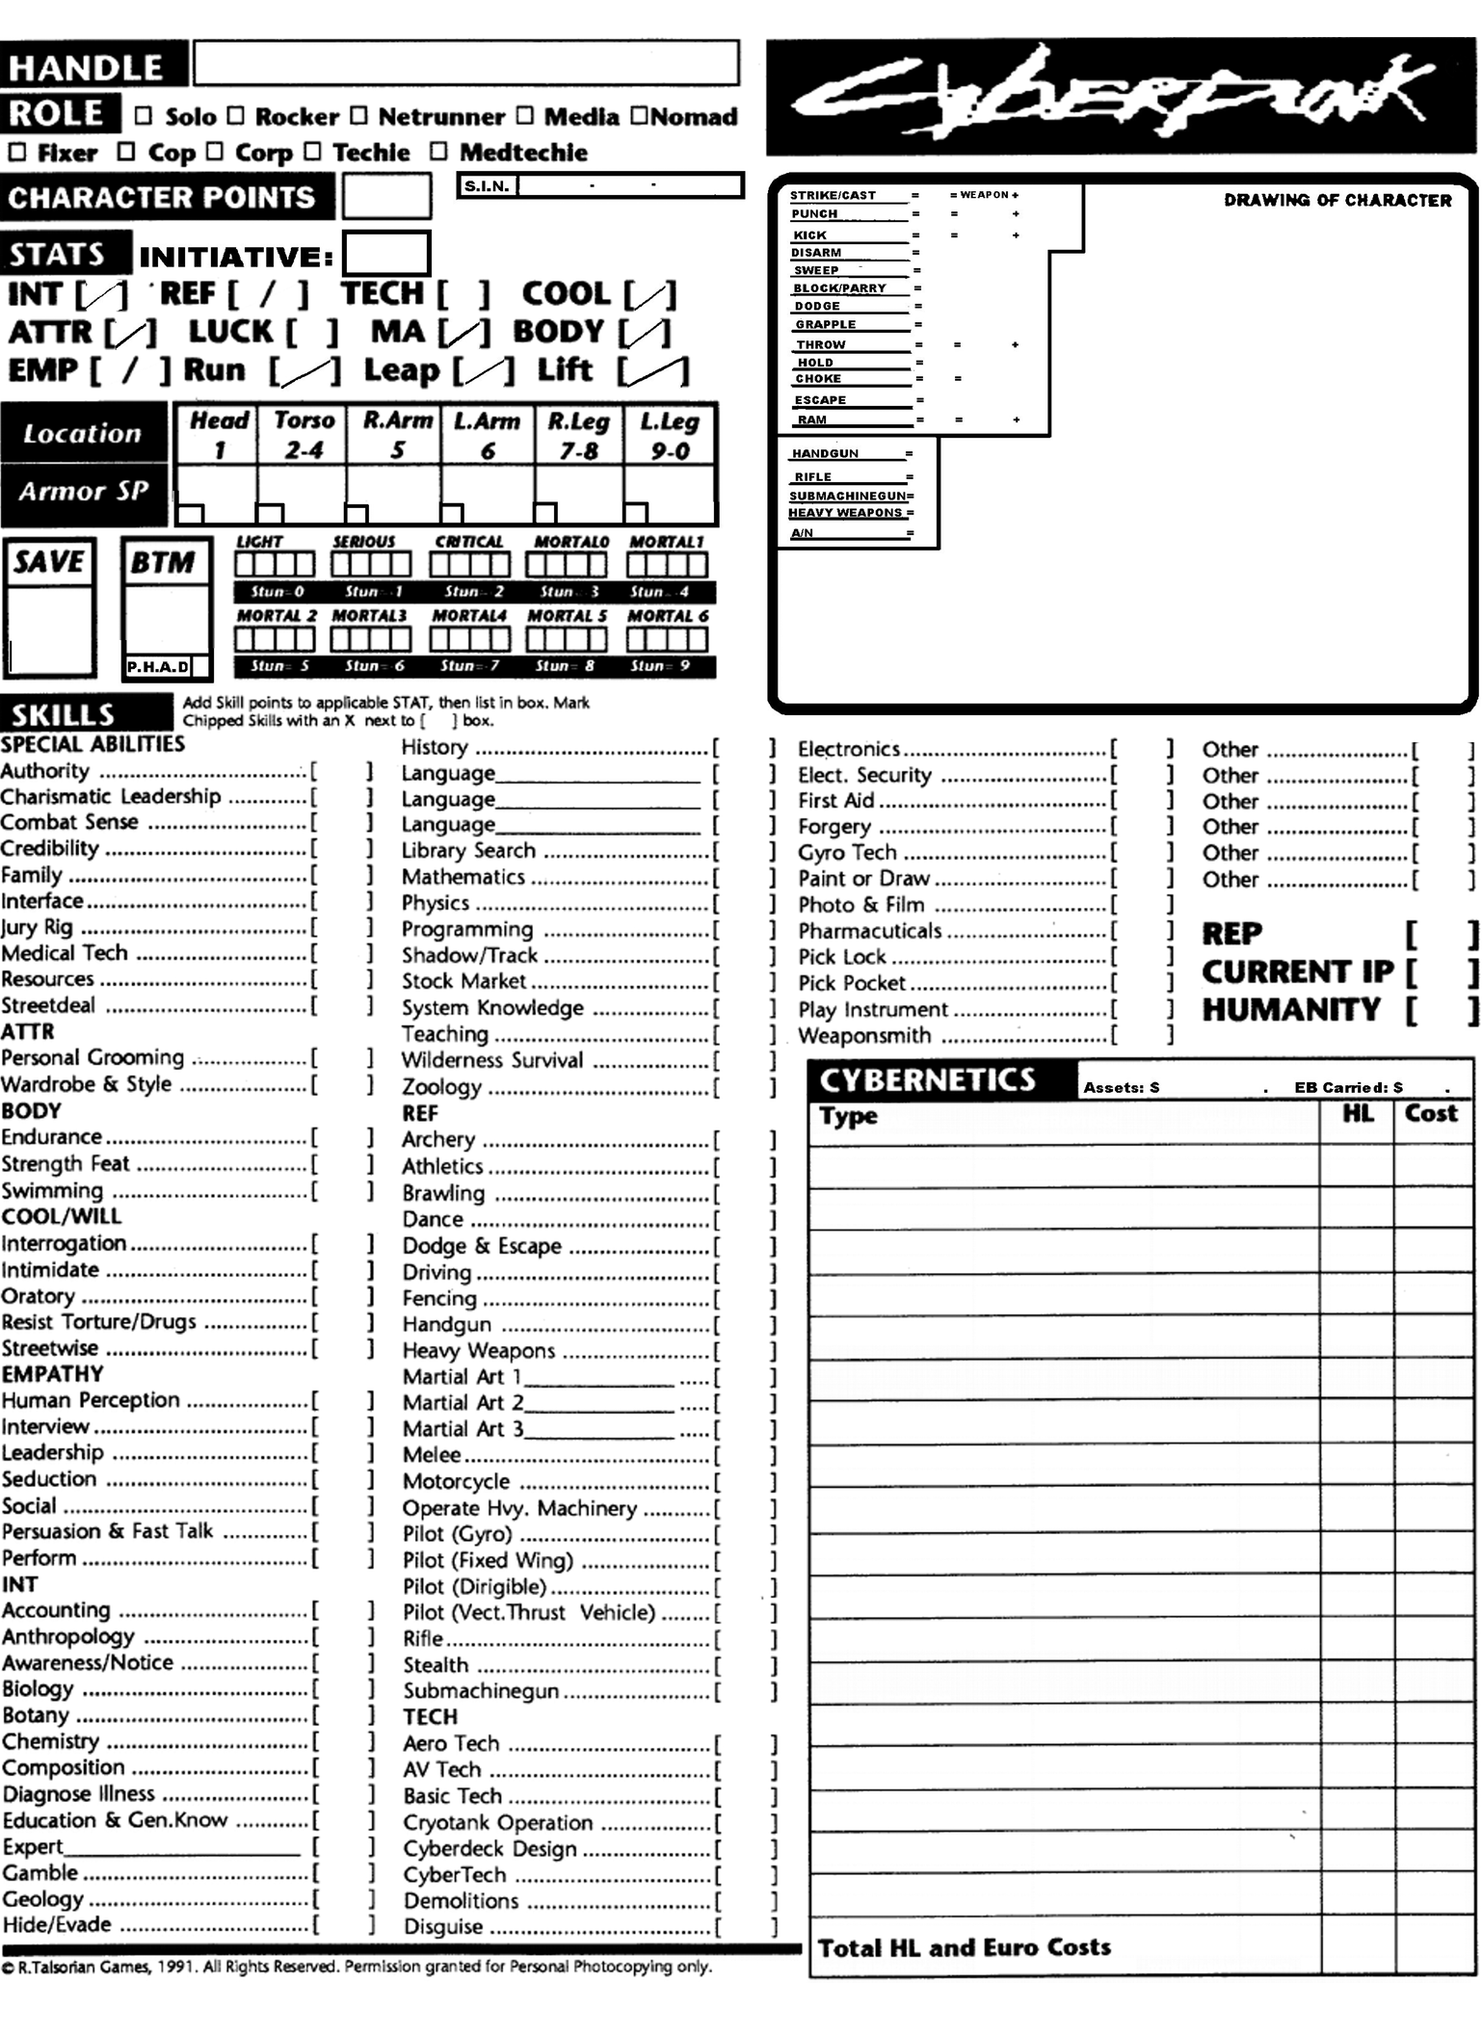 HANDLE
CYBERPUNK
ROLE □ Solo □ Rocker □ Netrunner □ Media □Nomad
□ Fixer □ Cop □ Corp □ Techie □ Medtechie
CHARACTER POINTS
S.I.N. - -
STATS INITIATIVE:
INT [ / ] REF [ / ] TECH [ ] COOL [ / ]
ATTR [ / ] LUCK [ ] MA [ / ] BODY [ / ]
EMP [ / ] Run [ / ] Leap [ / ] Lift [ / ]
Location Head 1 Torso 2-4 R.Arm 5 L.Arm 6 R.Leg 7-8 L.Leg 9-0
Armor SP
SAVE
BTM
P.H.A.D
LIGHT SERIOUS CRITICAL MORTAL0 MORTAL1
Stun=0 Stun=-1 Stun=-2 Stun=-3 Stun=-4
MORTAL 2 MORTAL3 MORTAL4 MORTAL 5 MORTAL 6
Stun=-5 Stun=-6 Stun=-7 Stun=-8 Stun=-9
STRIKE/CAST = = WEAPON +
PUNCH = = +
KICK = = +
DISARM =
SWEEP =
BLOCK/PARRY =
DODGE =
GRAPPLE =
THROW = = +
HOLD =
CHOKE = =
ESCAPE =
RAM = = +
HANDGUN =
RIFLE =
SUBMACHINEGUN=
HEAVY WEAPONS =
A/N =
DRAWING OF CHARACTER
SKILLS
Add Skill points to applicable STAT, then list in box. Mark
Chipped Skills with an X next to [ ] box.
SPECIAL ABILITIES
Authority ..............................[ ]
Charismatic Leadership ............[ ]
Combat Sense ........................[ ]
Credibility ..............................[ ]
Family ....................................[ ]
Interface.................................[ ]
Jury Rig ..................................[ ]
Medical Tech ..........................[ ]
Resources ...............................[ ]
Streetdeal ..............................[ ]
ATTR
Personal Grooming ..................[ ]
Wardrobe & Style ....................[ ]
BODY
Endurance...............................[ ]
Strength Feat ..........................[ ]
Swimming ..............................[ ]
COOL/WILL
Interrogation...........................[ ]
Intimidate ..............................[ ]
Oratory ..................................[ ]
Resist Torture/Drugs ................[ ]
Streetwise ...............................[ ]
EMPATHY
Human Perception ...................[ ]
Interview.................................[ ]
Leadership ..............................[ ]
Seduction ...............................[ ]
Social .....................................[ ]
Persuasion & Fast Talk .............[ ]
Perform ..................................[ ]
INT
Accounting .............................[ ]
Anthropology .........................[ ]
Awareness/Notice ...................[ ]
Biology ...................................[ ]
Botany ....................................[ ]
Chemistry ...............................[ ]
Composition ...........................[ ]
Diagnose Illness ......................[ ]
Education & Gen.Know ............[ ]
Expert________________________ [ ]
Gamble ...................................[ ]
Geology ..................................[ ]
Hide/Evade .............................[ ]
History ...................................[ ]
Language_____________________ [ ]
Language_____________________ [ ]
Language_____________________ [ ]
Library Search .........................[ ]
Mathematics ...........................[ ]
Physics ...................................[ ]
Programming .........................[ ]
Shadow/Track .........................[ ]
Stock Market ...........................[ ]
System Knowledge ..................[ ]
Teaching .................................[ ]
Wilderness Survival ..................[ ]
Zoology ..................................[ ]
REF
Archery ...................................[ ]
Athletics ..................................[ ]
Brawling .................................[ ]
Dance .....................................[ ]
Dodge & Escape ......................[ ]
Driving ....................................[ ]
Fencing ...................................[ ]
Handgun ................................[ ]
Heavy Weapons .......................[ ]
Martial Art 1_______________ .....[ ]
Martial Art 2_______________ .....[ ]
Martial Art 3_______________ .....[ ]
Melee......................................[ ]
Motorcycle ..............................[ ]
Operate Hvy. Machinery ...........[ ]
Pilot (Gyro) .............................[ ]
Pilot (Fixed Wing) ....................[ ]
Pilot (Dirigible).........................[ ]
Pilot (Vect.Thrust Vehicle) ........[ ]
Rifle........................................[ ]
Stealth ....................................[ ]
Submachinegun ......................[ ]
TECH
Aero Tech ...............................[ ]
AV Tech ..................................[ ]
Basic Tech ...............................[ ]
Cryotank Operation .................[ ]
Cyberdeck Design ....................[ ]
CyberTech ..............................[ ]
Demolitions ............................[ ]
Disguise ..................................[ ]
Electronics...............................[ ]
Elect. Security .........................[ ]
First Aid ..................................[ ]
Forgery ...................................[ ]
Gyro Tech ...............................[ ]
Paint or Draw..........................[ ]
Photo & Film ...........................[ ]
Pharmaceuticals.......................[ ]
Pick Lock .................................[ ]
Pick Pocket..............................[ ]
Play Instrument .......................[ ]
Weaponsmith .........................[ ]
Other .....................[ ]
Other .....................[ ]
Other .....................[ ]
Other .....................[ ]
Other .....................[ ]
Other .....................[ ]
REP [ ]
CURRENT IP [ ]
HUMANITY [ ]
CYBERNETICS Assets: $ . EB Carried: $ .
Type HL Cost
Total HL and Euro Costs
© R.Talsorian Games, 1991. All Rights Reserved. Permission granted for Personal Photocopying only.